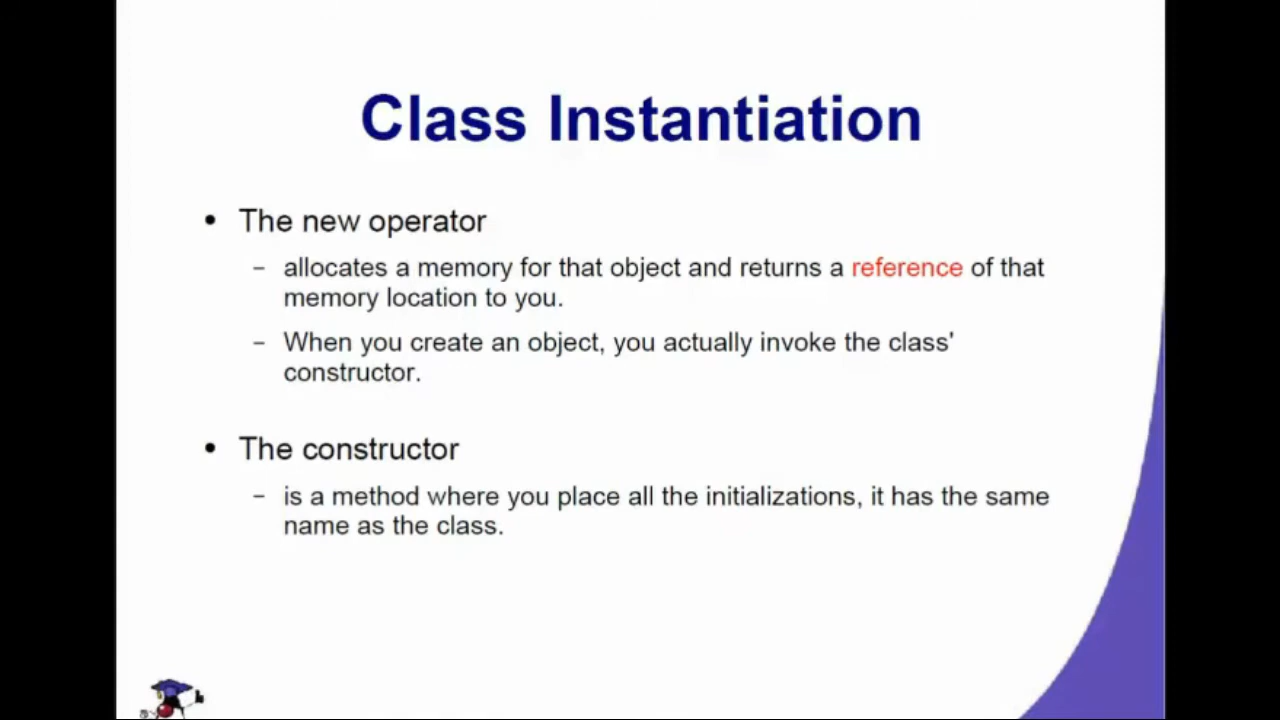 Class Instantiation
• The new operator
– allocates a memory for that object and returns a reference of that
memory location to you.
– When you create an object, you actually invoke the class'
constructor.
• The constructor
– is a method where you place all the initializations, it has the same
name as the class.